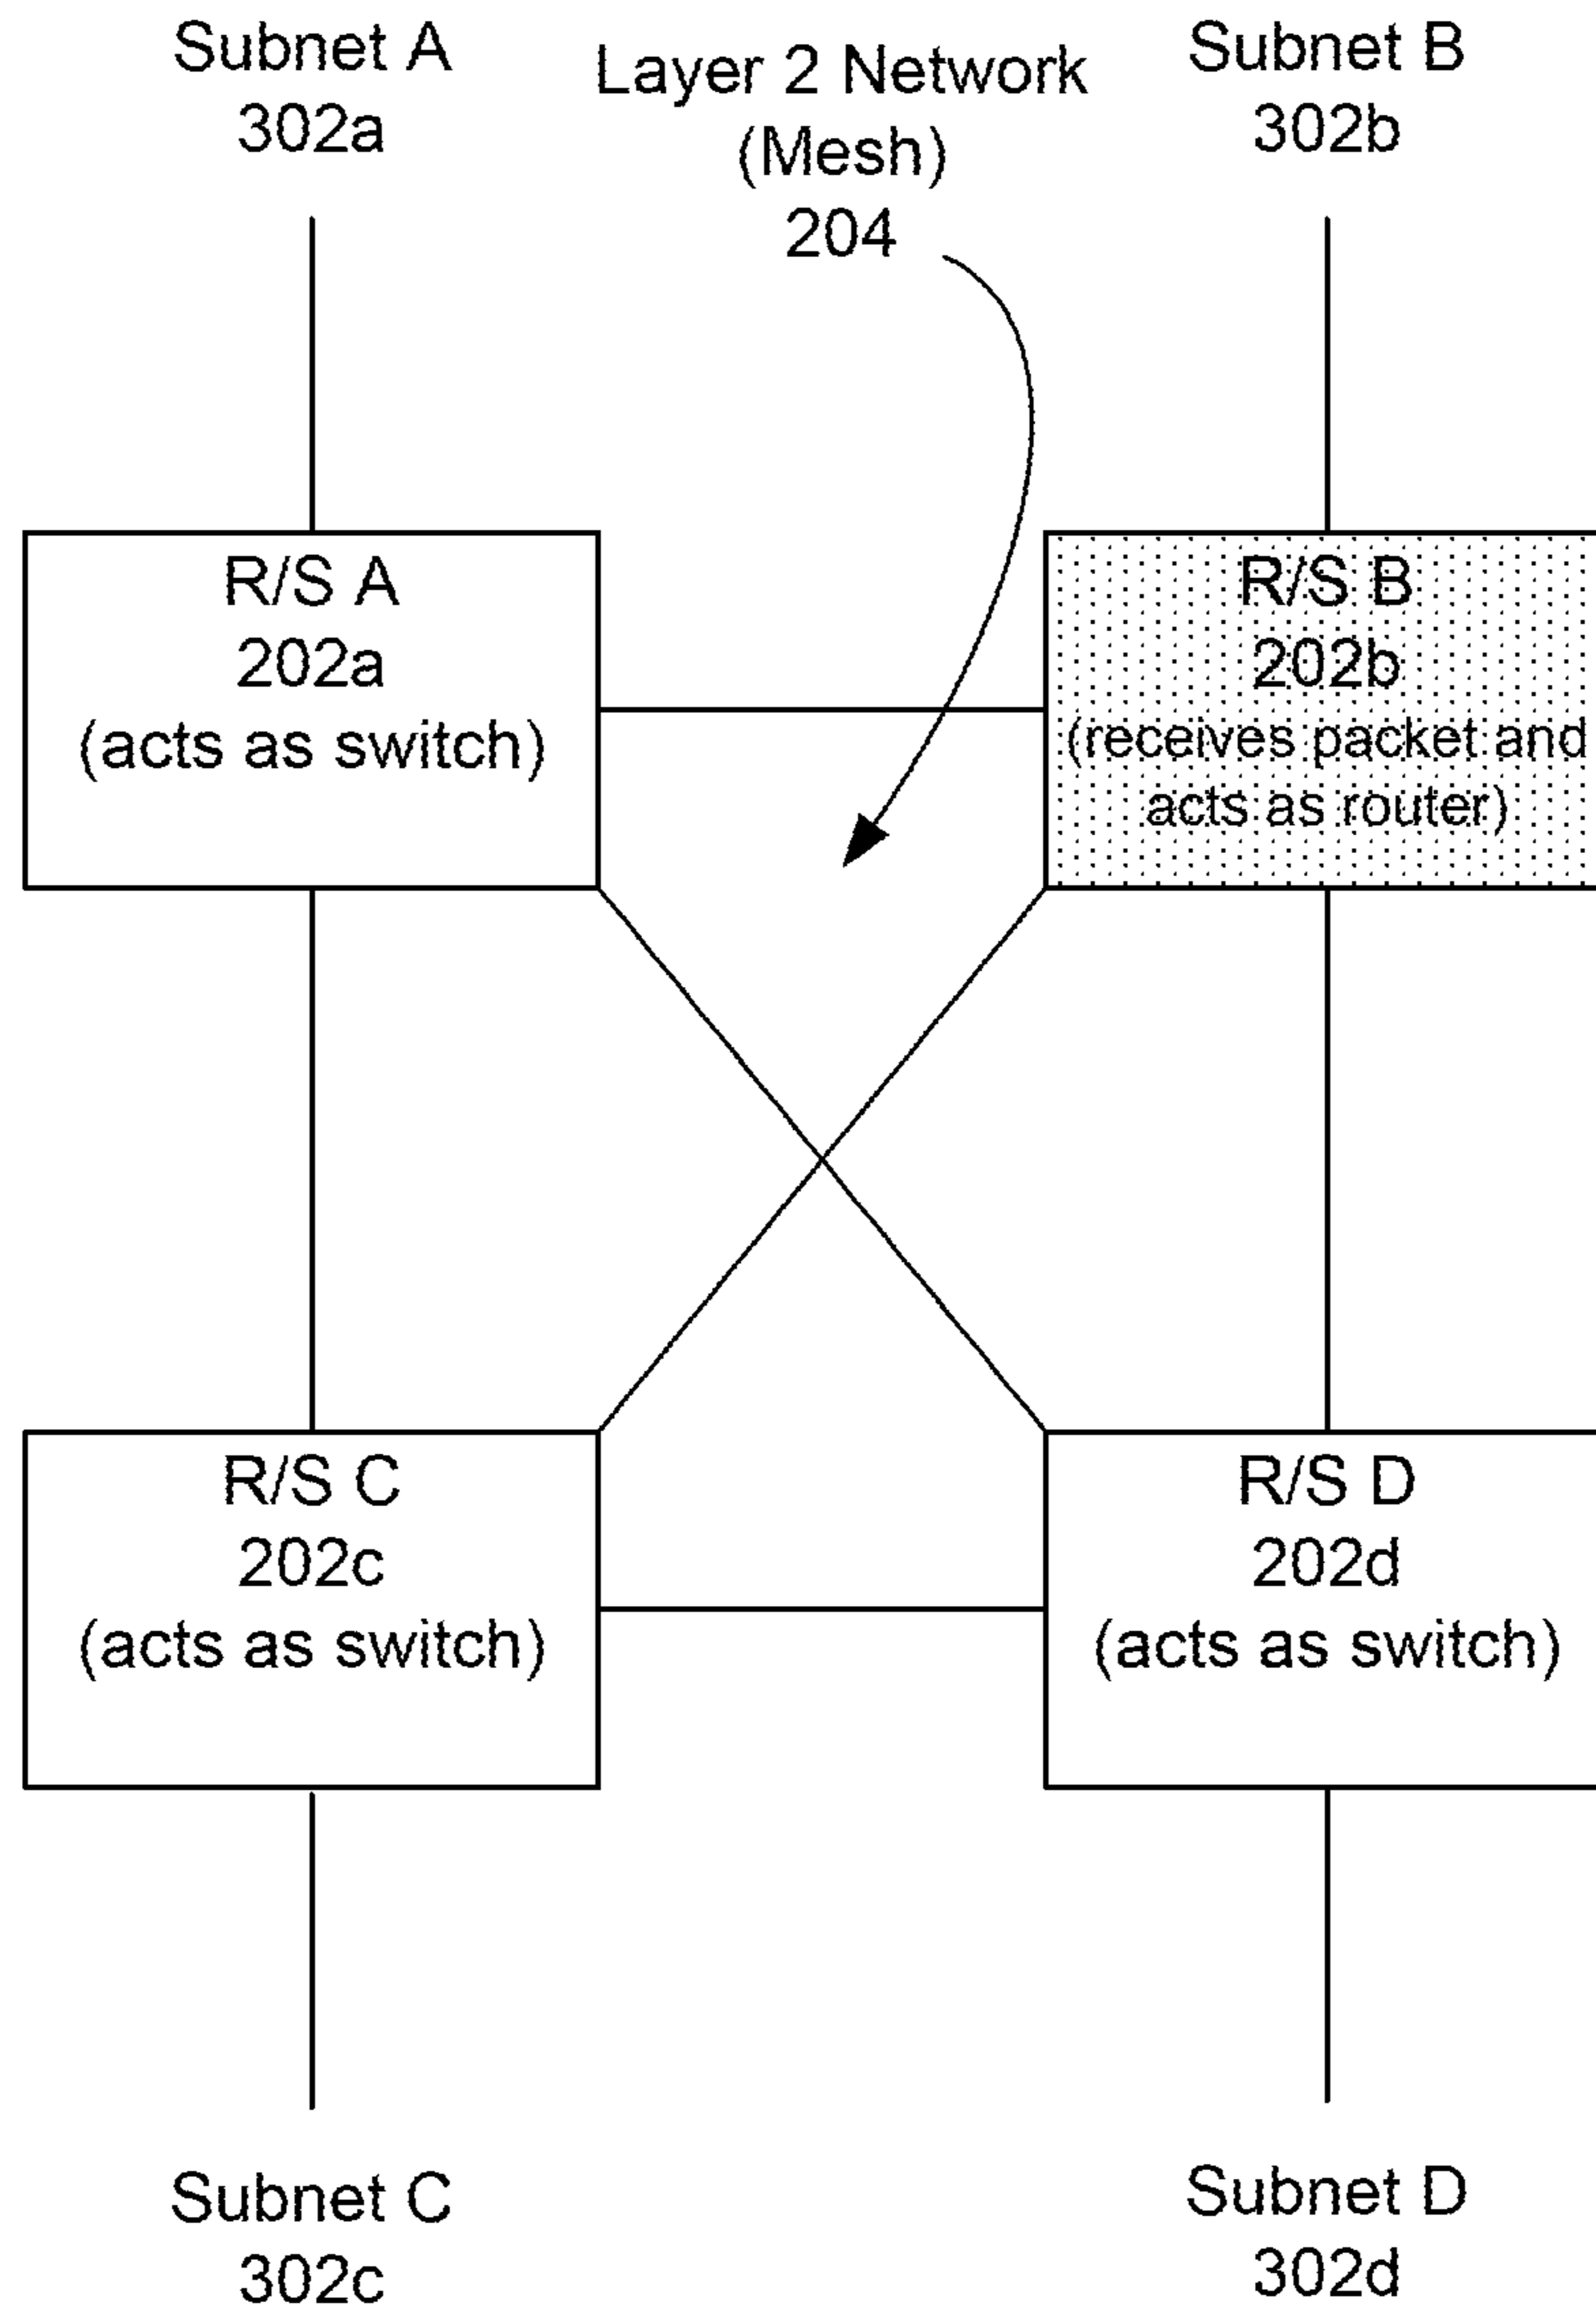 Subnet A
302a
Layer 2 Network
(Mesh)
204
Subnet B
302b
R/S A
202a
(acts as switch)
R/S B
202b
(receives packet and
acts as router)
R/S C
202c
(acts as switch)
R/S D
202d
(acts as switch)
Subnet C
302c
Subnet D
302d